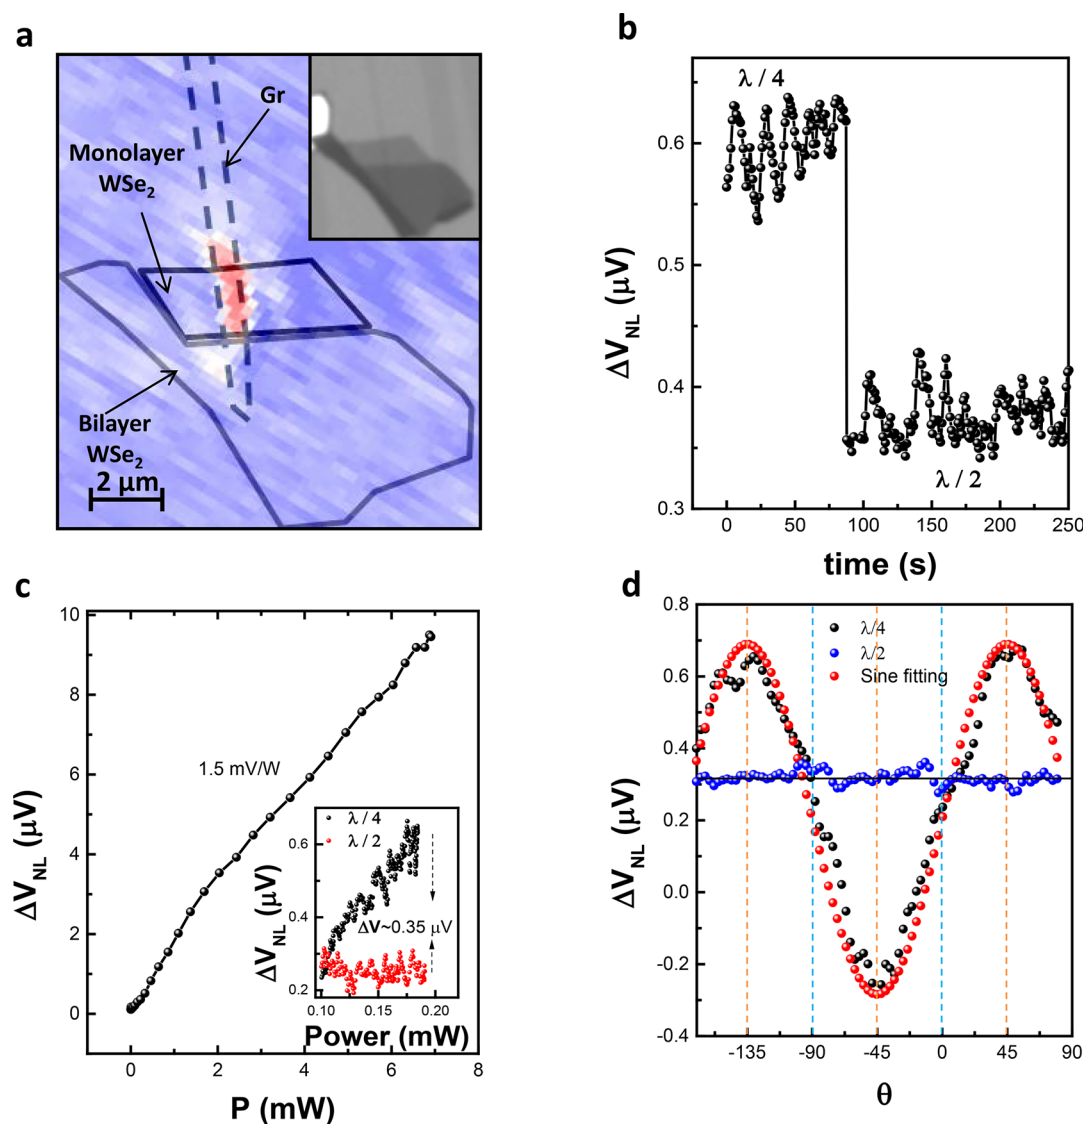 a
Gr
Monolayer
WSe₂
Bilayer
WSe₂
2 μm
b
λ / 4
λ / 2
0.6
0.5
0.4
0.3
ΔV_NL (μV)
0 50 100 150 200 250
time (s)
c
10
8
6
4
2
0
ΔV_NL (μV)
1.5 mV/W
0 2 4 6 8
P (mW)
λ / 4
λ / 2
0.6
0.4
0.2
ΔV_NL (μV)
ΔV~0.35 μV
0.10 0.15 0.20
Power (mW)
d
λ/4
λ/2
Sine fitting
0.8
0.6
0.4
0.2
0.0
-0.2
-0.4
ΔV_NL (μV)
-135 -90 -45 0 45 90
θ